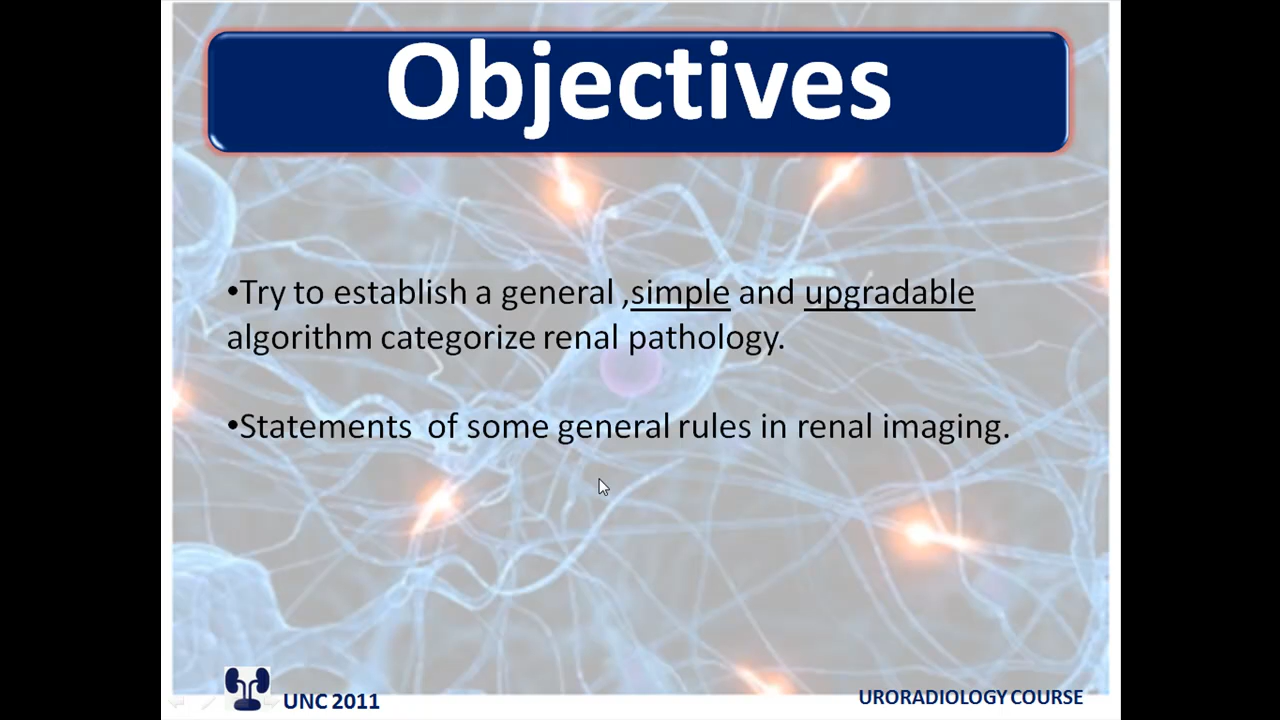 Objectives
•Try to establish a general ,simple and upgradable
algorithm categorize renal pathology.
•Statements  of some general rules in renal imaging.
UNC 2011
URORADIOLOGY COURSE